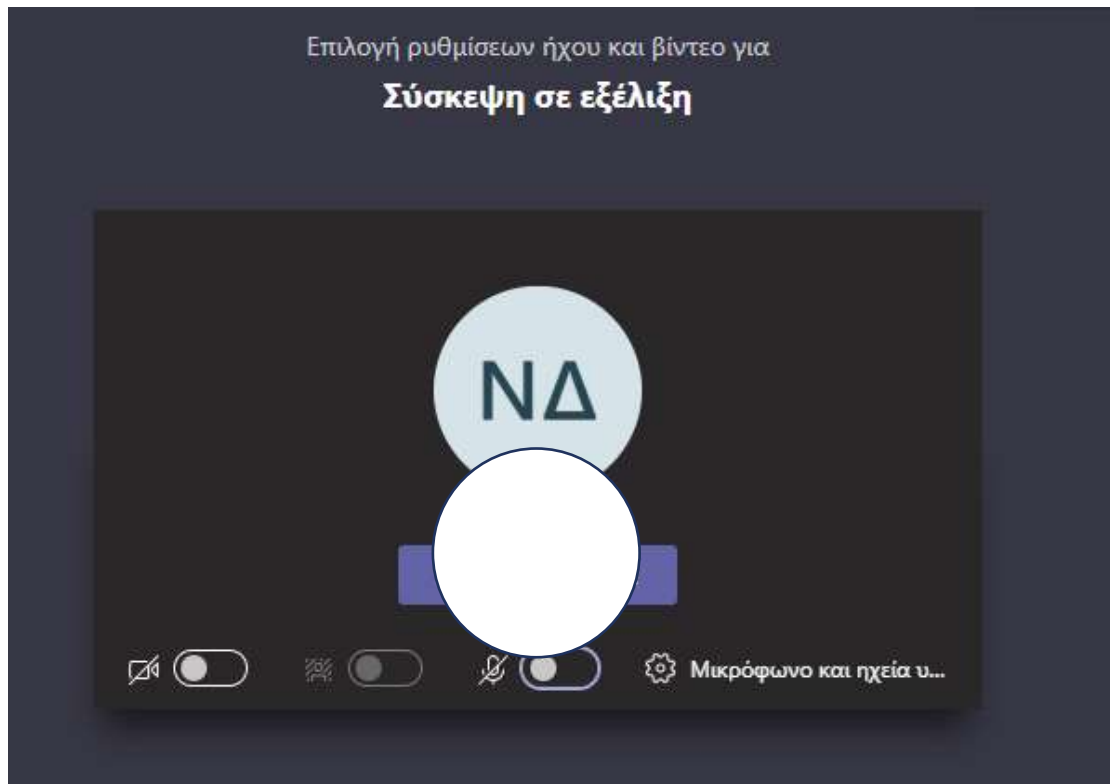 Επιλογή ρυθμίσεων ήχου και βίντεο για
Σύσκεψη σε εξέλιξη
ΝΔ
Μικρόφωνο και ηχεία υ...